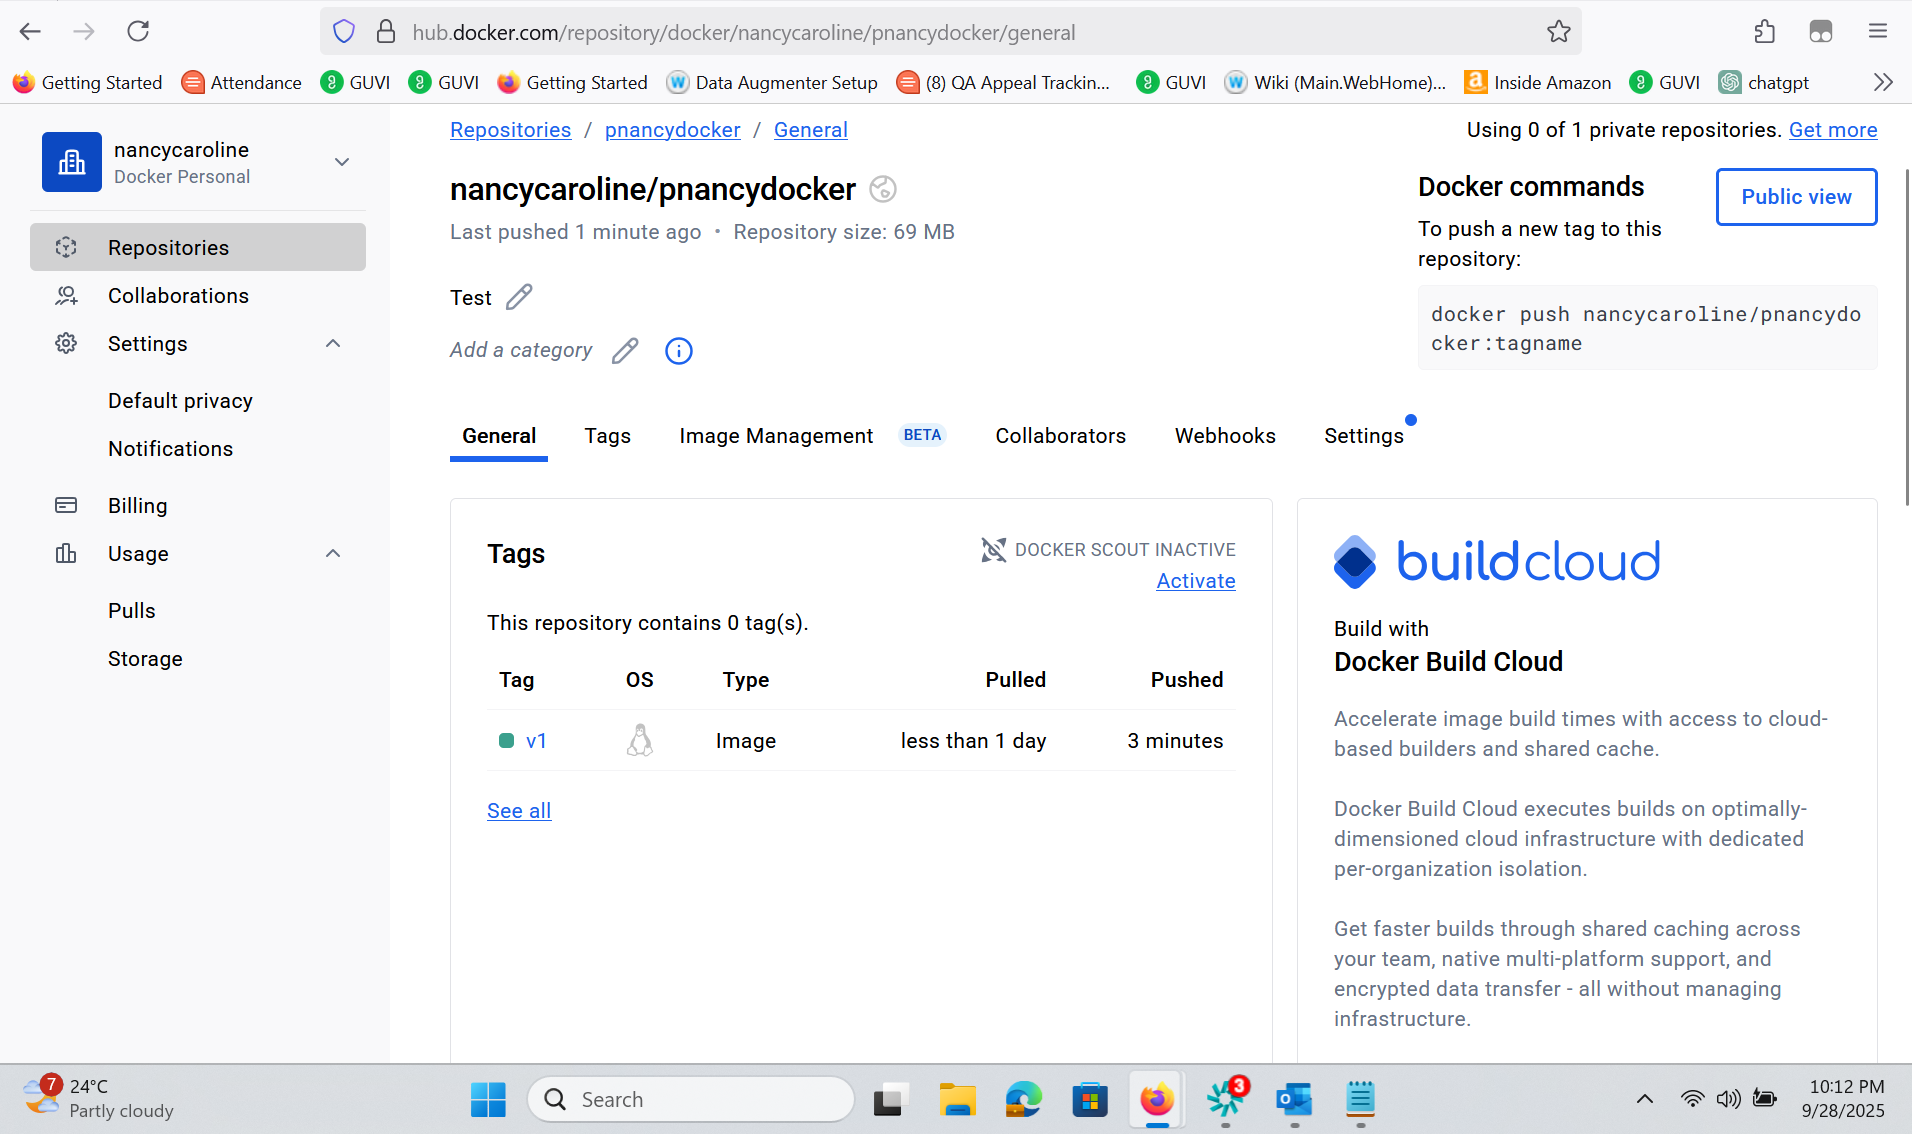 hub.docker.com/repository/docker/nancycaroline/pnancydocker/general
Getting Started Attendance GUVI GUVI Getting Started Data Augmenter Setup (8) QA Appeal Trackin... GUVI Wiki (Main.WebHome)... Inside Amazon GUVI chatgpt
nancycaroline
Docker Personal
Repositories
Collaborations
Settings
Default privacy
Notifications
Billing
Usage
Pulls
Storage
Repositories / pnancydocker / General
Using 0 of 1 private repositories. Get more
nancycaroline/pnancydocker
Last pushed 1 minute ago • Repository size: 69 MB
Test
Add a category
Docker commands
Public view
To push a new tag to this
repository:
docker push nancycaroline/pnancydo
cker:tagname
General Tags Image Management BETA Collaborators Webhooks Settings
Tags
DOCKER SCOUT INACTIVE
Activate
This repository contains 0 tag(s).
Tag OS Type Pulled Pushed
v1 Image less than 1 day 3 minutes
See all
buildcloud
Build with
Docker Build Cloud
Accelerate image build times with access to cloud-
based builders and shared cache.
Docker Build Cloud executes builds on optimally-
dimensioned cloud infrastructure with dedicated
per-organization isolation.
Get faster builds through shared caching across
your team, native multi-platform support, and
encrypted data transfer - all without managing
infrastructure.
7
24°C
Partly cloudy
Search
3
10:12 PM
9/28/2025